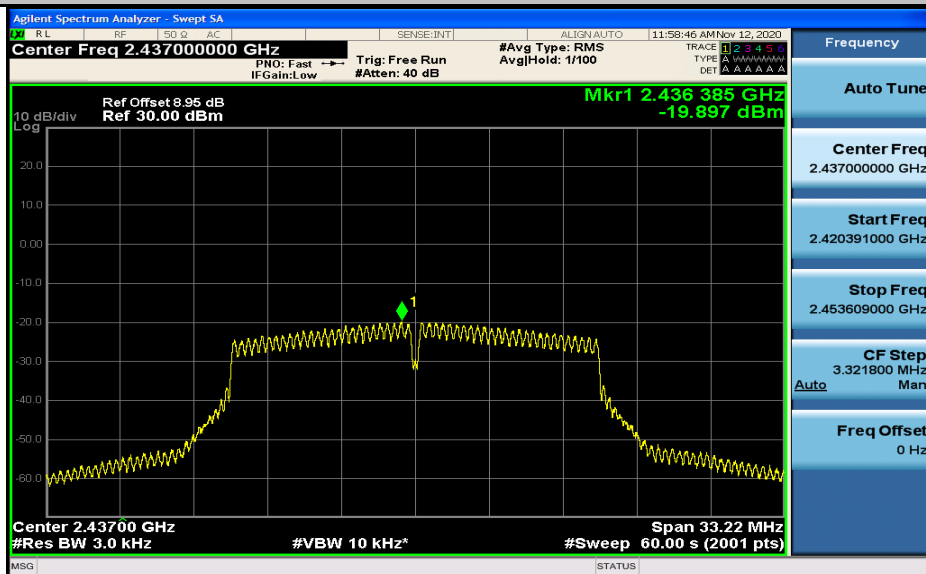 Agilent Spectrum Analyzer - Swept SA
LXI RL RF 50 Ω AC SENSE:INT ALIGN AUTO 11:58:46 AM Nov 12, 2020
Center Freq 2.437000000 GHz
PNO: Fast
IFGain:Low
Trig: Free Run
#Atten: 40 dB
#Avg Type: RMS
Avg|Hold: 1/100
TRACE 1 2 3 4 5 6
TYPE A
DET A A A A A A
Frequency
Mkr1 2.436 385 GHz
-19.897 dBm
Ref Offset 8.95 dB
10 dB/div Ref 30.00 dBm
Log
20.0
10.0
0.00
-10.0
1
-20.0
-30.0
-40.0
-50.0
-60.0
Center 2.43700 GHz Span 33.22 MHz
#Res BW 3.0 kHz #VBW 10 kHz* #Sweep 60.00 s (2001 pts)
MSG STATUS
Auto Tune
Center Freq
2.437000000 GHz
Start Freq
2.420391000 GHz
Stop Freq
2.453609000 GHz
CF Step
3.321800 MHz
Auto Man
Freq Offset
0 Hz